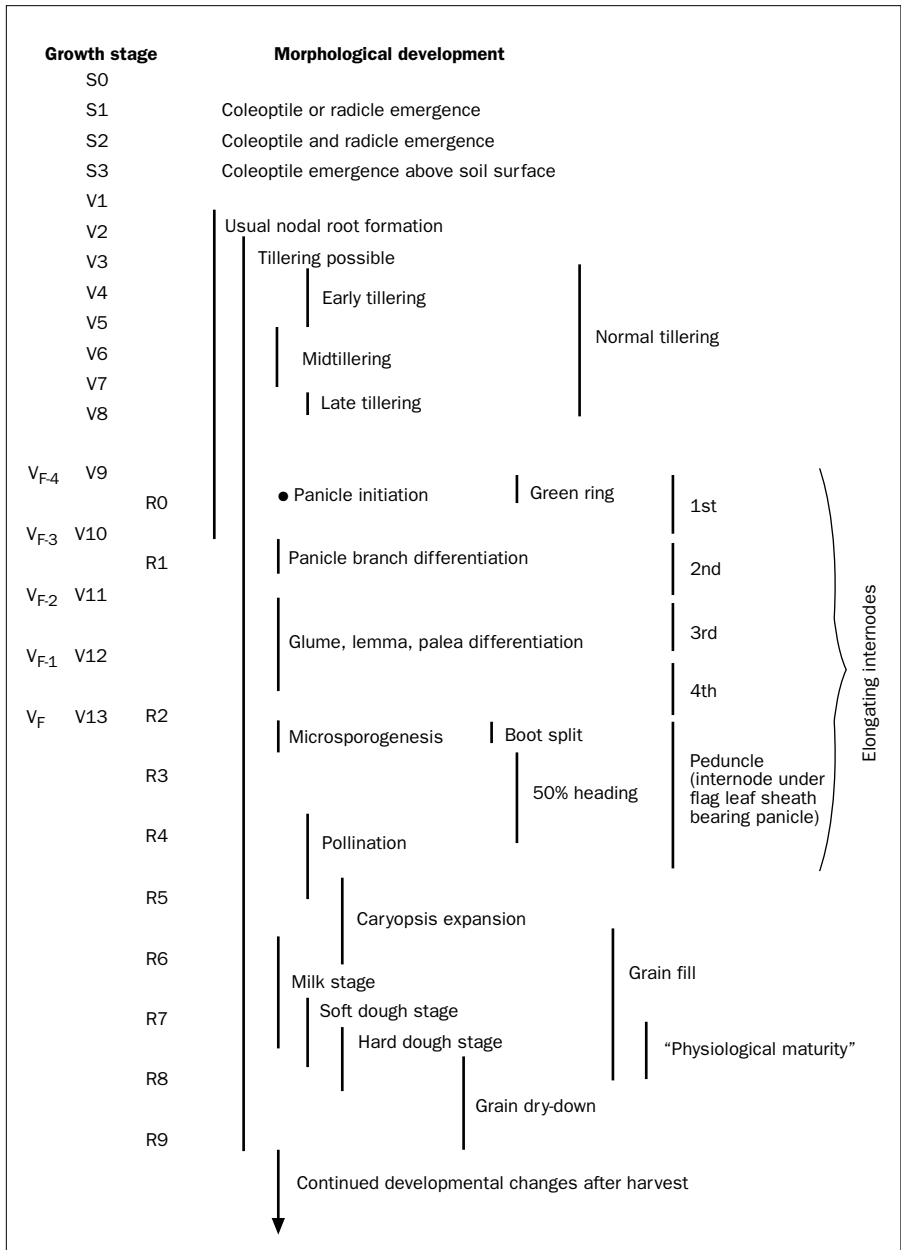 Growth stage Morphological development
S0
S1 Coleoptile or radicle emergence
S2 Coleoptile and radicle emergence
S3 Coleoptile emergence above soil surface
V1
V2 Usual nodal root formation
V3 Tillering possible
V4 Early tillering
V5
Normal tillering
V6 Midtillering
V7
V8 Late tillering
VF-4 V9
R0 Panicle initiation Green ring 1st
VF-3 V10
R1 Panicle branch differentiation 2nd
VF-2 V11
Glume, lemma, palea differentiation 3rd
VF-1 V12
4th
VF V13 R2
Microsporogenesis Boot split
R3 50% heading
Peduncle
(internode under
flag leaf sheath
bearing panicle)
Elongating internodes
R4 Pollination
R5
Caryopsis expansion
R6
Milk stage Grain fill
R7 Soft dough stage
Hard dough stage “Physiological maturity”
R8
Grain dry-down
R9
Continued developmental changes after harvest